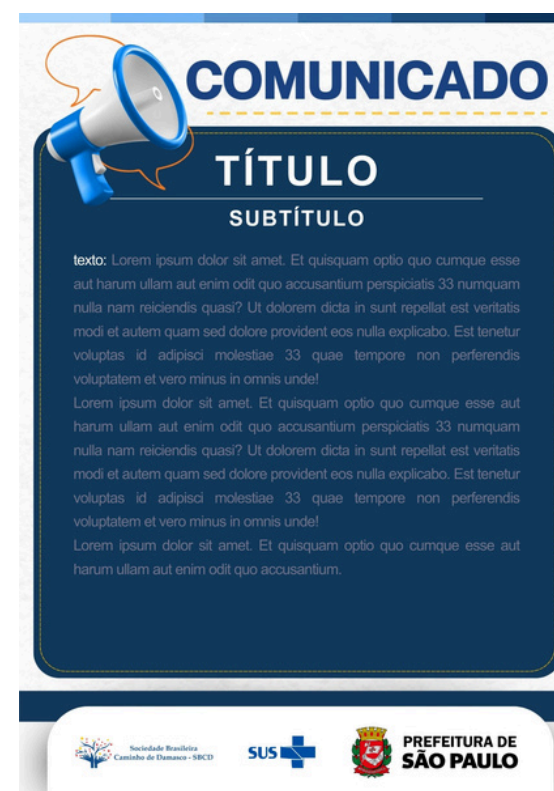 COMUNICADO
TÍTULO
SUBTÍTULO
texto: Lorem ipsum dolor sit amet. Et quisquam optio quo cumque esse
aut harum ullam aut enim odit quo accusantium perspiciatis 33 numquam
nulla nam reiciendis quasi? Ut dolorem dicta in sunt repellat est veritatis
modi et autem quam sed dolore provident eos nulla explicabo. Est tenetur
voluptas id adipisci molestiae 33 quae tempore non perferendis
voluptatem et vero minus in omnis unde!
Lorem ipsum dolor sit amet. Et quisquam optio quo cumque esse aut
harum ullam aut enim odit quo accusantium perspiciatis 33 numquam
nulla nam reiciendis quasi? Ut dolorem dicta in sunt repellat est veritatis
modi et autem quam sed dolore provident eos nulla explicabo. Est tenetur
voluptas id adipisci molestiae 33 quae tempore non perferendis
voluptatem et vero minus in omnis unde!
Lorem ipsum dolor sit amet. Et quisquam optio quo cumque esse aut
harum ullam aut enim odit quo accusantium.
Sociedade Brasileira
Caminho de Damasco - SBCD
SUS
PREFEITURA DE
SÃO PAULO